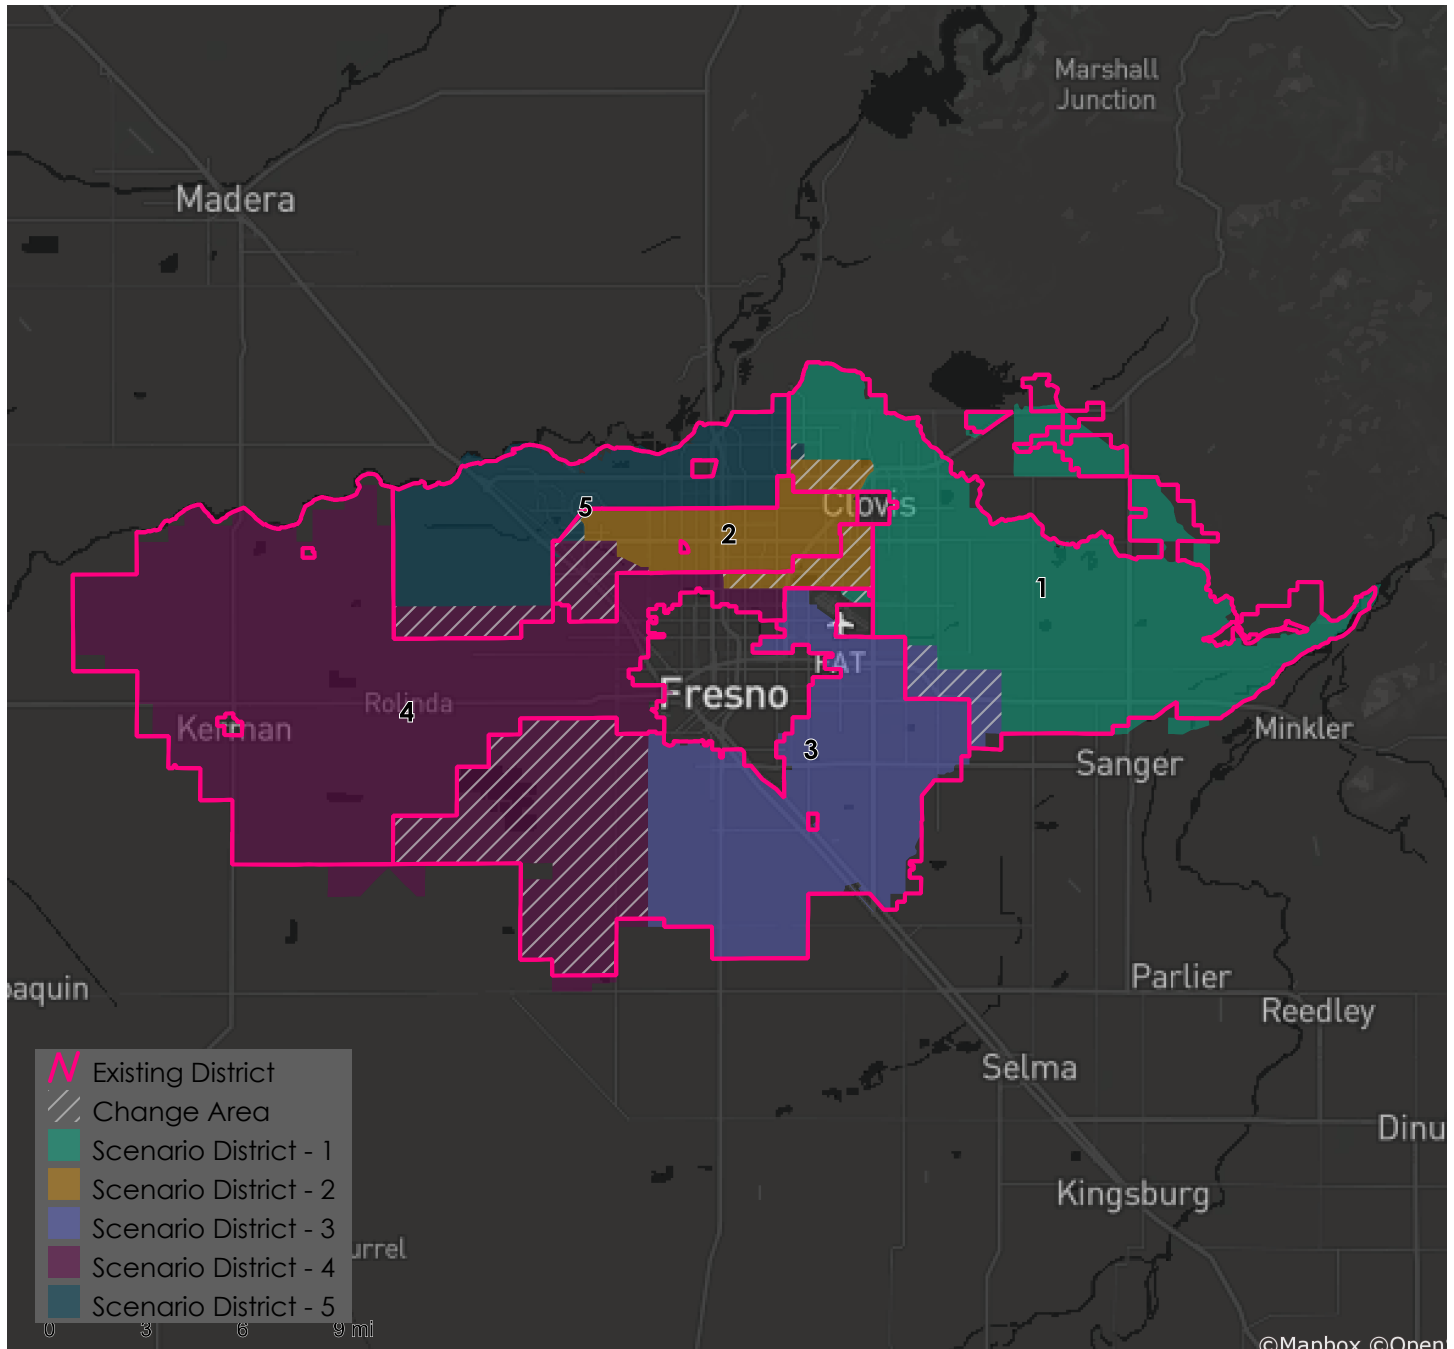 Marshall
Junction
Madera
5
2
Clovis
1
FAT
Fresno
Rolinda
4
Kerman
3
Minkler
Sanger
Parlier
Reedley
Selma
Dinu
Kingsburg
paquin
urrel
Existing District
Change Area
Scenario District - 1
Scenario District - 2
Scenario District - 3
Scenario District - 4
Scenario District - 5
0 3 6 9 mi
©Mapbox ©Open